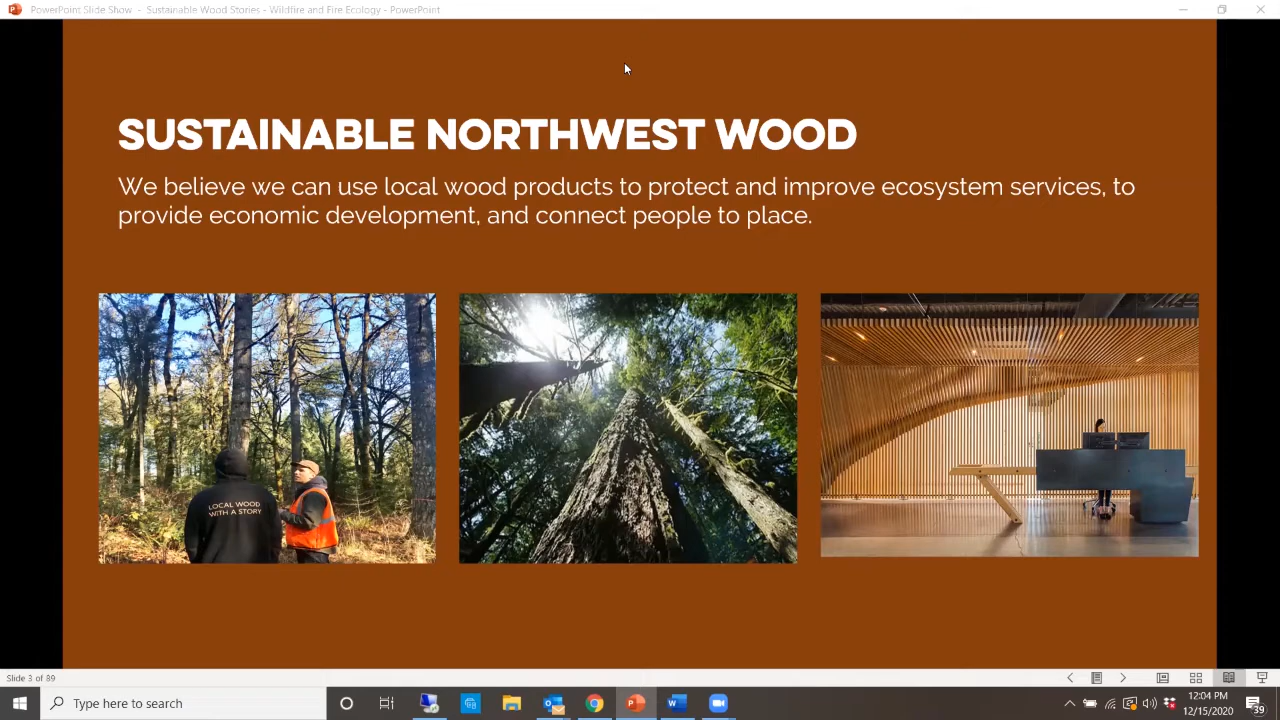 PowerPoint Slide Show - Sustainable Wood Stories - Wildfire and Fire Ecology - PowerPoint
SUSTAINABLE NORTHWEST WOOD
We believe we can use local wood products to protect and improve ecosystem services, to
provide economic development, and connect people to place.
LOCAL WOOD
WITH A STORY
Slide 3 of 89
Type here to search
12:04 PM
12/15/2020
39